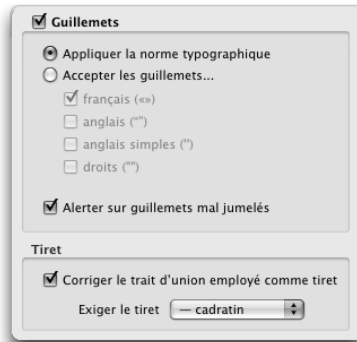 Guillemets
Appliquer la norme typographique
Accepter les guillemets...
français («»)
anglais (“”)
anglais simples (‘’)
droits ("")
Alerter sur guillemets mal jumelés
Tiret
Corriger le trait d'union employé comme tiret
Exiger le tiret — cadratin